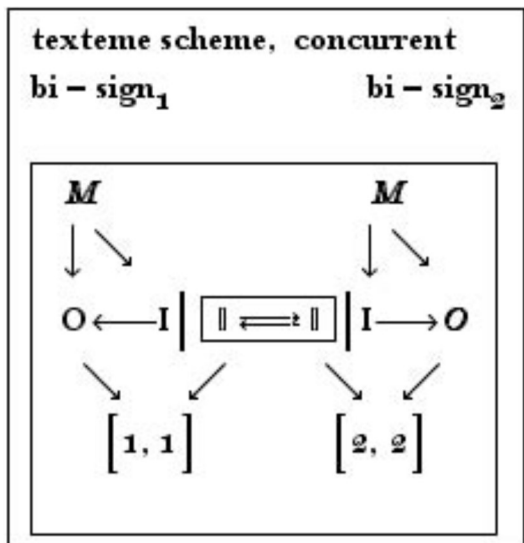 texteme scheme, concurrent
bi – sign₁ bi – sign₂
M M
O ← I | 𝕀 ⇌ 𝕀 | I → O
[1, 1] [2, 2]